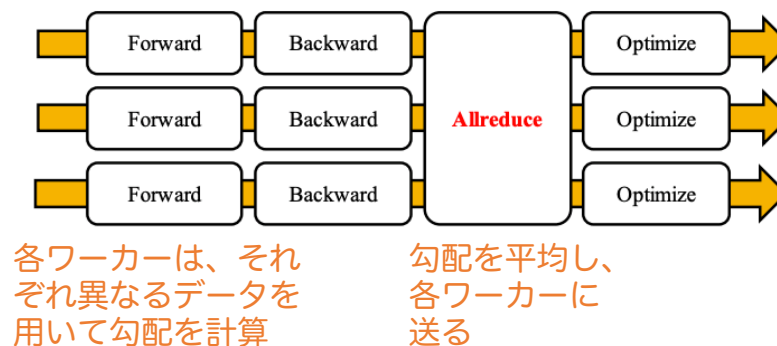 Forward Backward Optimize
Forward Backward Allreduce Optimize
Forward Backward Optimize
各ワーカーは、それ
ぞれ異なるデータを
用いて勾配を計算
勾配を平均し、
各ワーカーに
送る